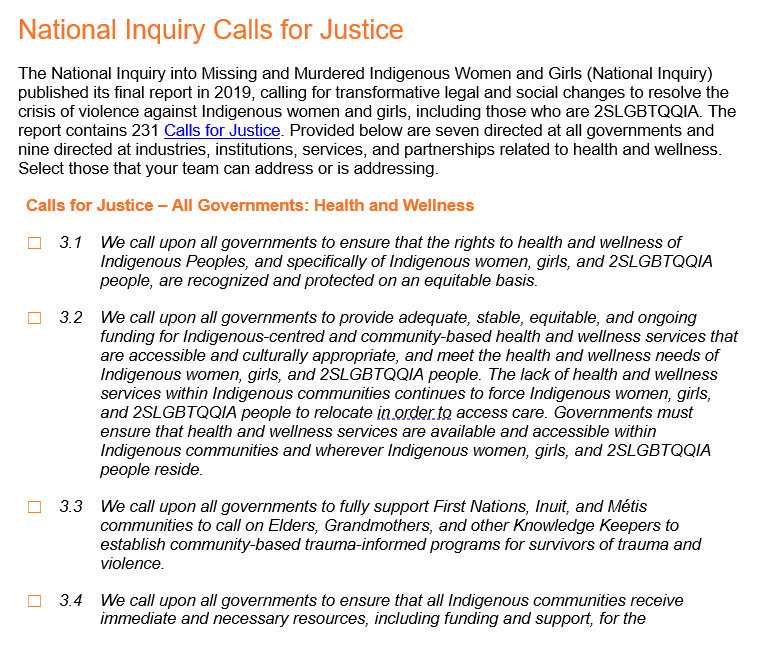 National Inquiry Calls for Justice
The National Inquiry into Missing and Murdered Indigenous Women and Girls (National Inquiry)
published its final report in 2019, calling for transformative legal and social changes to resolve the
crisis of violence against Indigenous women and girls, including those who are 2SLGBTQQIA. The
report contains 231 Calls for Justice. Provided below are seven directed at all governments and
nine directed at industries, institutions, services, and partnerships related to health and wellness.
Select those that your team can address or is addressing.
Calls for Justice – All Governments: Health and Wellness
☐ 3.1 We call upon all governments to ensure that the rights to health and wellness of
Indigenous Peoples, and specifically of Indigenous women, girls, and 2SLGBTQQIA
people, are recognized and protected on an equitable basis.
☐ 3.2 We call upon all governments to provide adequate, stable, equitable, and ongoing
funding for Indigenous-centred and community-based health and wellness services that
are accessible and culturally appropriate, and meet the health and wellness needs of
Indigenous women, girls, and 2SLGBTQQIA people. The lack of health and wellness
services within Indigenous communities continues to force Indigenous women, girls,
and 2SLGBTQQIA people to relocate in order to access care. Governments must
ensure that health and wellness services are available and accessible within
Indigenous communities and wherever Indigenous women, girls, and 2SLGBTQQIA
people reside.
☐ 3.3 We call upon all governments to fully support First Nations, Inuit, and Métis
communities to call on Elders, Grandmothers, and other Knowledge Keepers to
establish community-based trauma-informed programs for survivors of trauma and
violence.
☐ 3.4 We call upon all governments to ensure that all Indigenous communities receive
immediate and necessary resources, including funding and support, for the